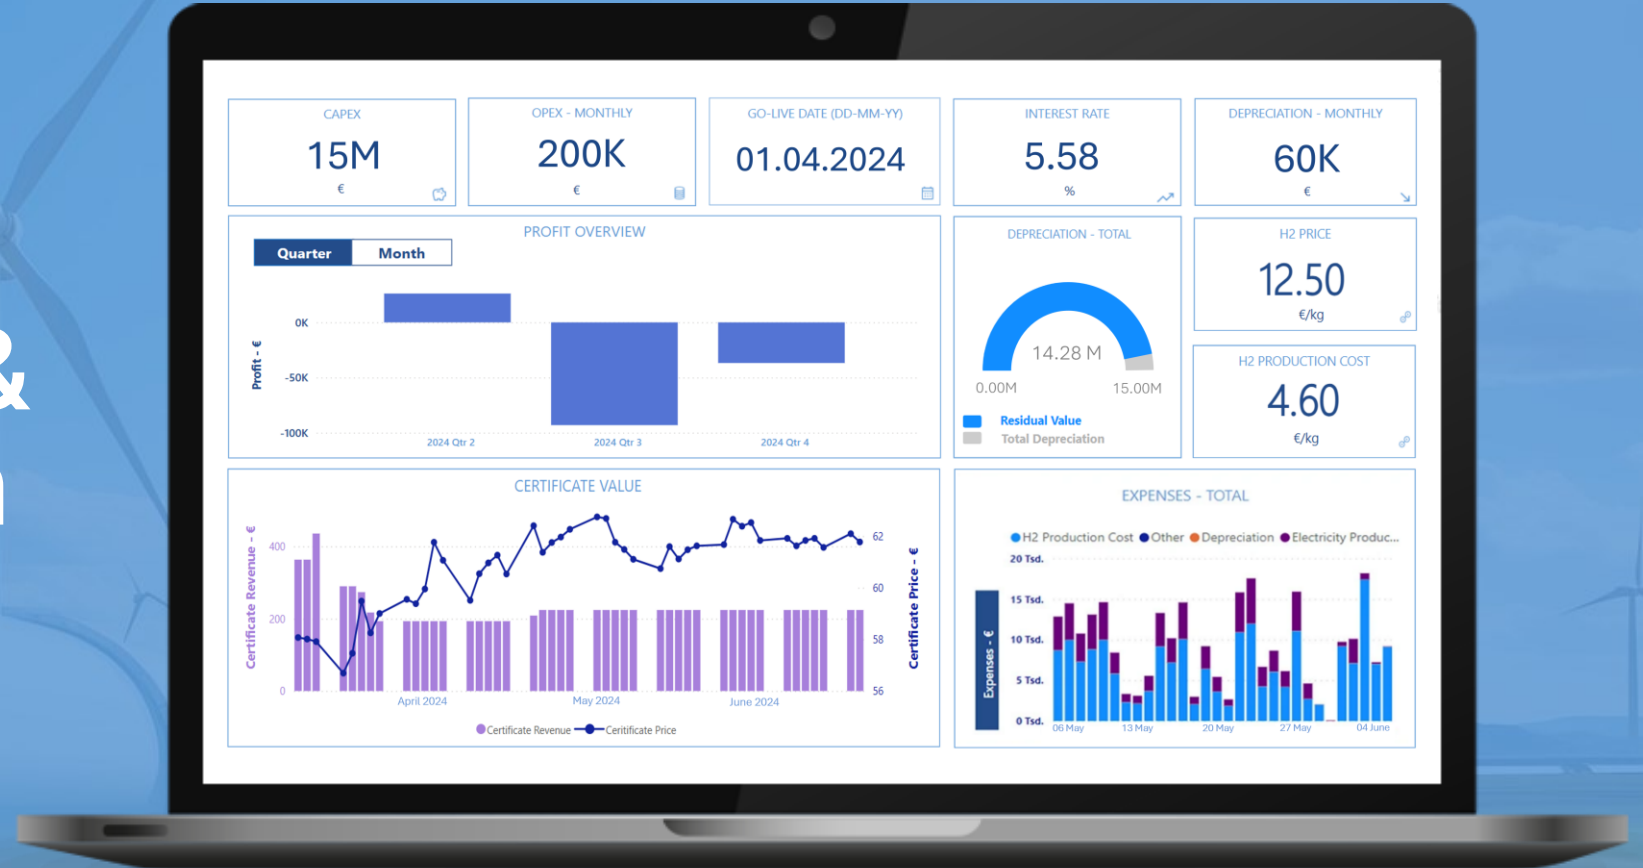 &
CAPEX
15M
€
OPEX - MONTHLY
200K
€
GO-LIVE DATE (DD-MM-YY)
01.04.2024
INTEREST RATE
5.58
%
DEPRECIATION - MONTHLY
60K
€
PROFIT OVERVIEW
Quarter Month
Profit - €
0K
-50K
-100K
2024 Qtr 2 2024 Qtr 3 2024 Qtr 4
DEPRECIATION - TOTAL
14.28 M
0.00M 15.00M
Residual Value
Total Depreciation
H2 PRICE
12.50
€/kg
H2 PRODUCTION COST
4.60
€/kg
CERTIFICATE VALUE
Certificate Revenue - €
400
200
0
62
60
58
56
Certificate Price - €
April 2024 May 2024 June 2024
Certificate Revenue Ceritificate Price
EXPENSES - TOTAL
H2 Production Cost Other Depreciation Electricity Produc...
Expenses - €
20 Tsd.
15 Tsd.
10 Tsd.
5 Tsd.
0 Tsd.
06 May 13 May 20 May 27 May 04 June